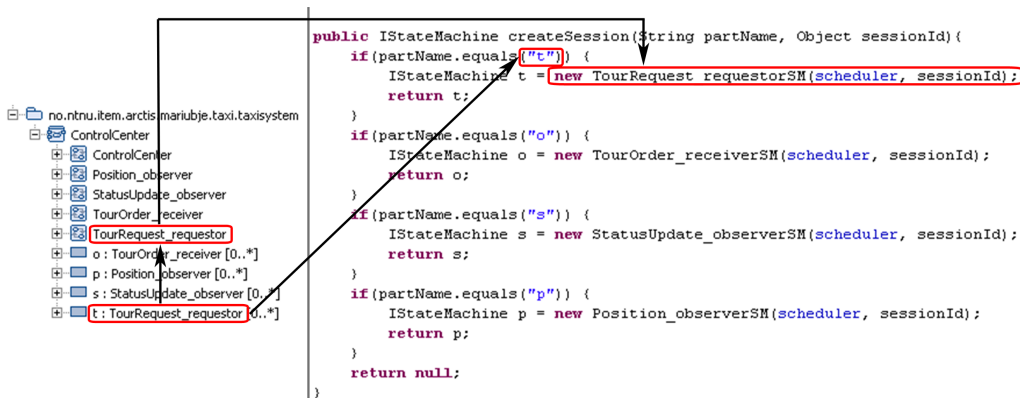 no.ntnu.item.arctis.mariubje.taxi.taxisystem
ControlCenter
ControlCenter
Position_observer
StatusUpdate_observer
TourOrder_receiver
TourRequest_requestor
o : TourOrder_receiver [0..*]
p : Position_observer [0..*]
s : StatusUpdate_observer [0..*]
t : TourRequest_requestor [0..*]
public IStateMachine createSession(String partName, Object sessionId){
if(partName.equals("t")) {
IStateMachine t = new TourRequest_requestorSM(scheduler, sessionId);
return t;
}
if(partName.equals("o")) {
IStateMachine o = new TourOrder_receiverSM(scheduler, sessionId);
return o;
}
if(partName.equals("s")) {
IStateMachine s = new StatusUpdate_observerSM(scheduler, sessionId);
return s;
}
if(partName.equals("p")) {
IStateMachine p = new Position_observerSM(scheduler, sessionId);
return p;
}
return null;
}